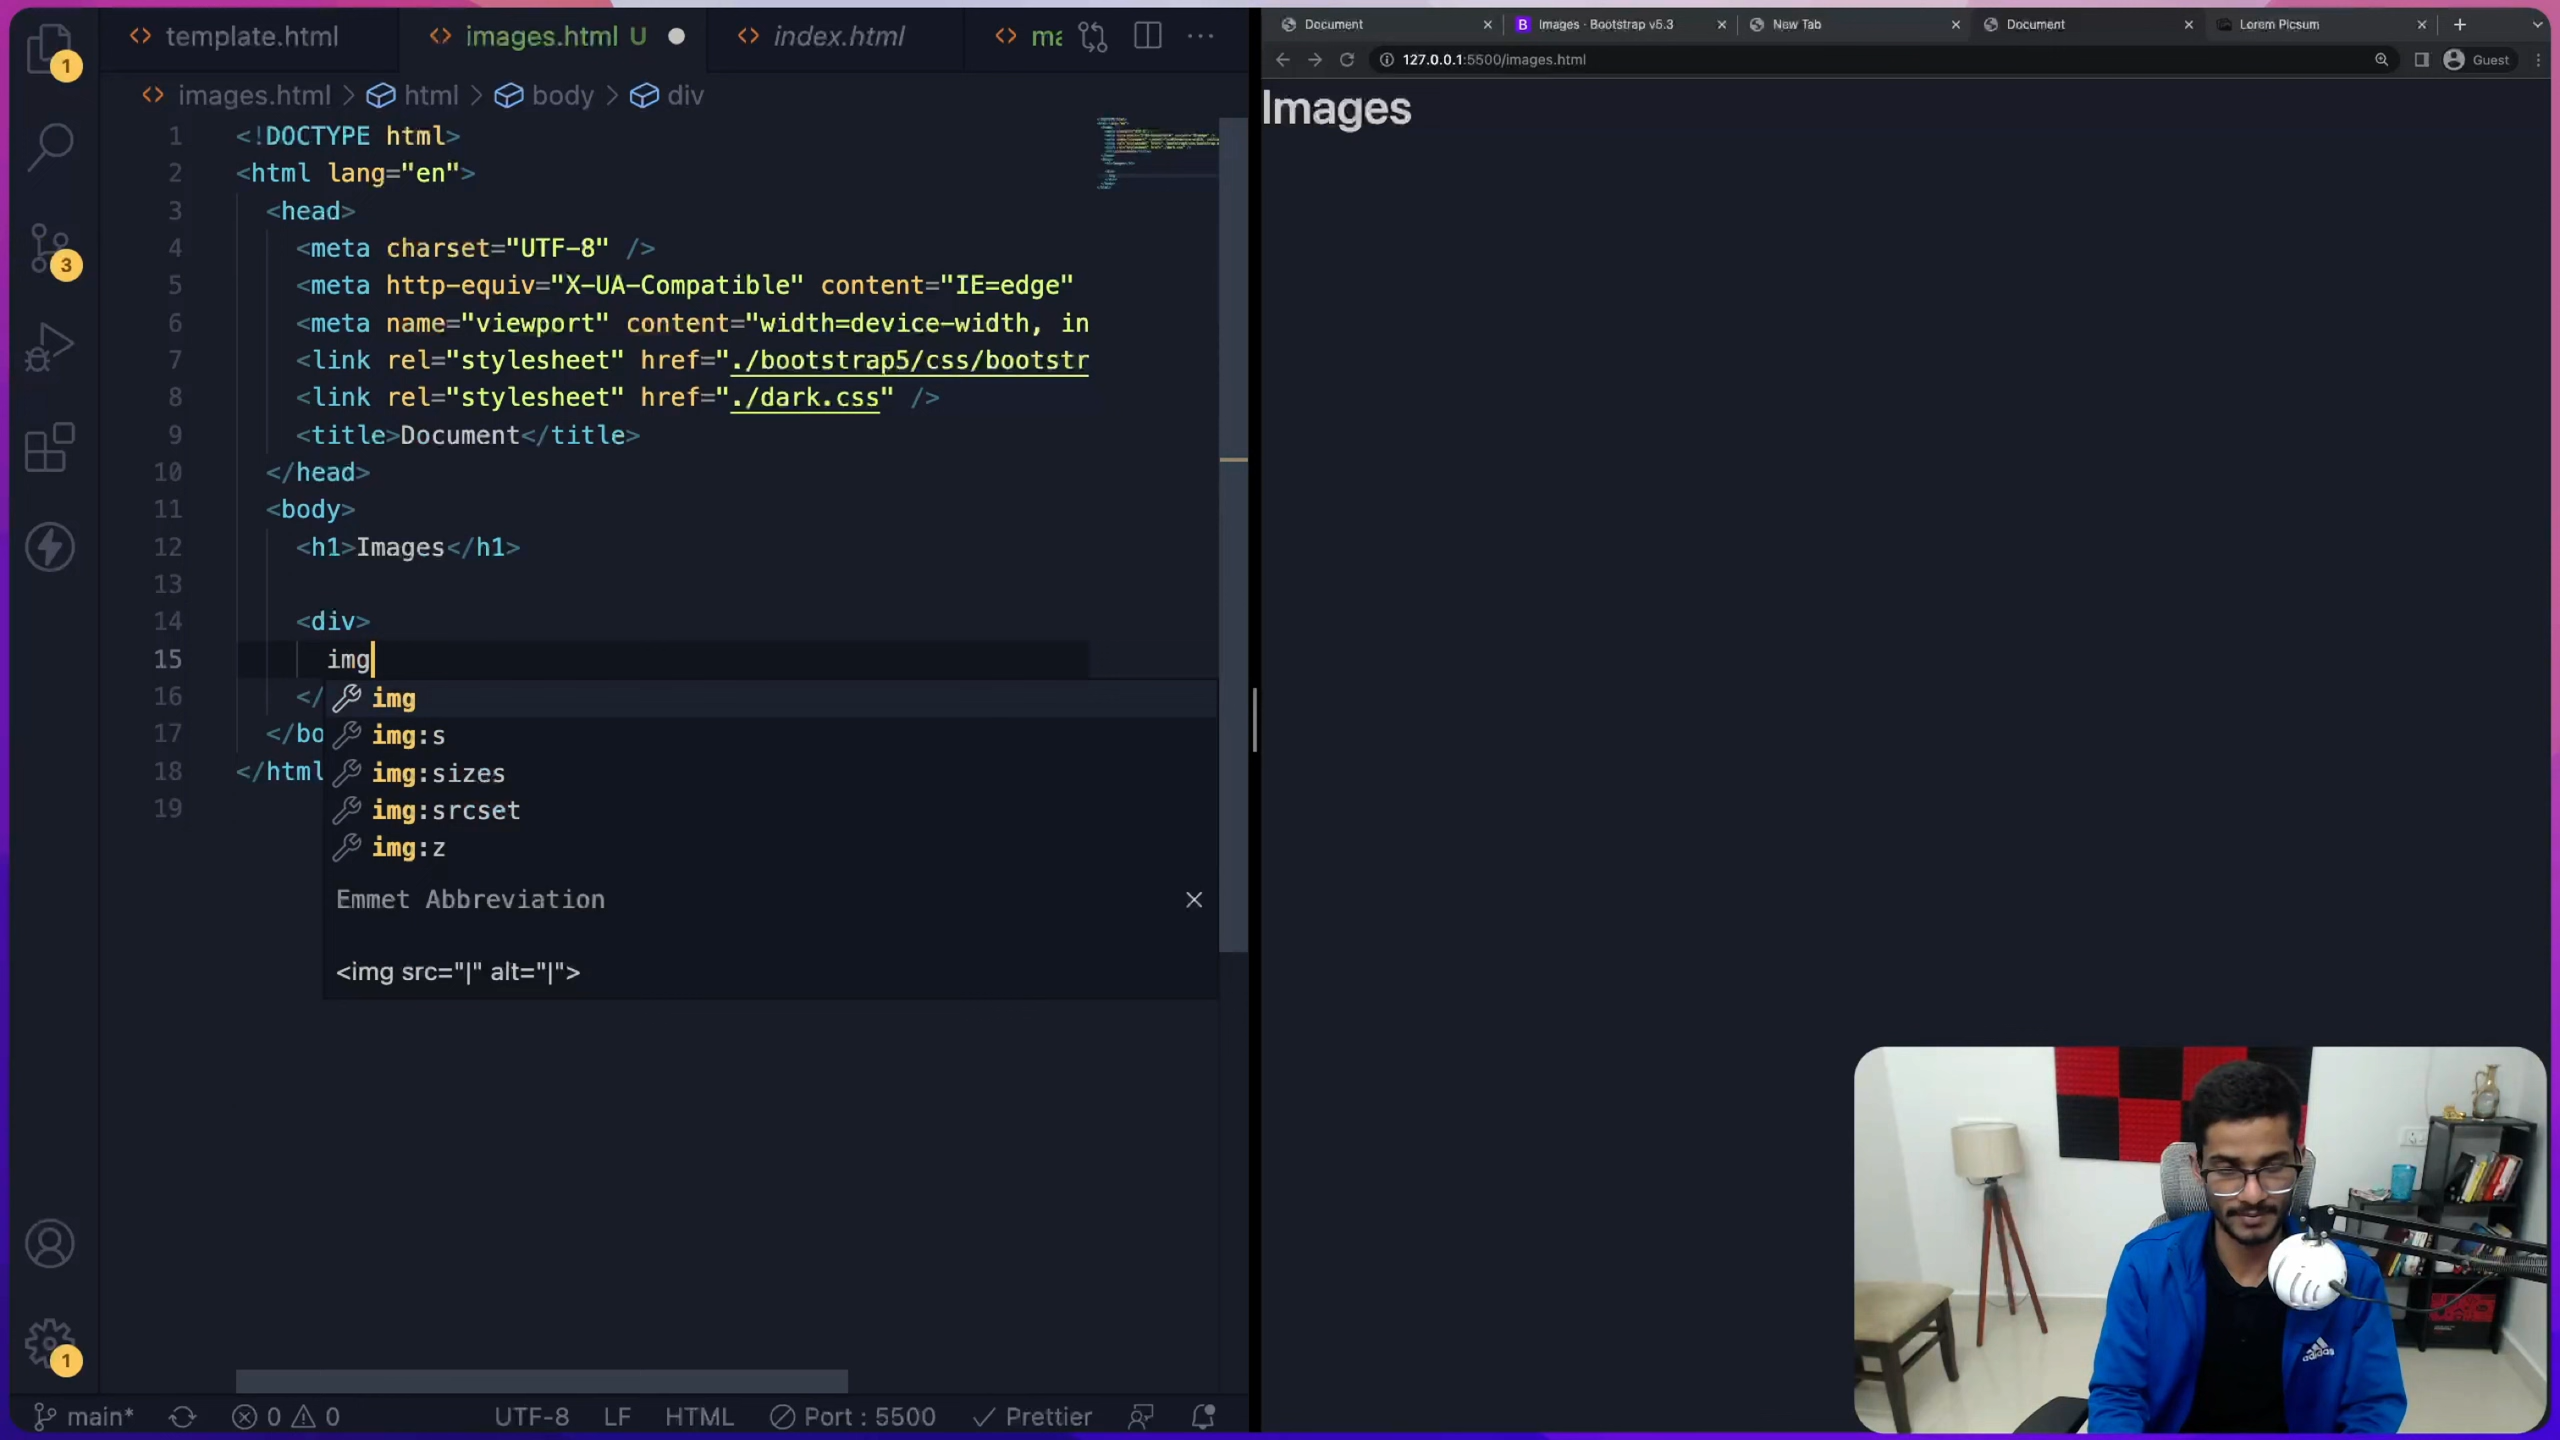 template.html
images.html U
index.html
ma
images.html > html > body > div
1 <!DOCTYPE html>
2 <html lang="en">
3 <head>
4 <meta charset="UTF-8" />
5 <meta http-equiv="X-UA-Compatible" content="IE=edge"
6 <meta name="viewport" content="width=device-width, in
7 <link rel="stylesheet" href="./bootstrap5/css/bootstr
8 <link rel="stylesheet" href="./dark.css" />
9 <title>Document</title>
10 </head>
11 <body>
12 <h1>Images</h1>
13
14 <div>
15 img
16 </
17 </bo
18 </html
19
img
img:s
img:sizes
img:srcset
img:z
Emmet Abbreviation
<img src="|" alt="|">
1
3
1
main*
0 0
UTF-8
LF
HTML
Port : 5500
Prettier
Document
B Images · Bootstrap v5.3
New Tab
Document
Lorem Picsum
127.0.0.1:5500/images.html
Guest
Images
adidas